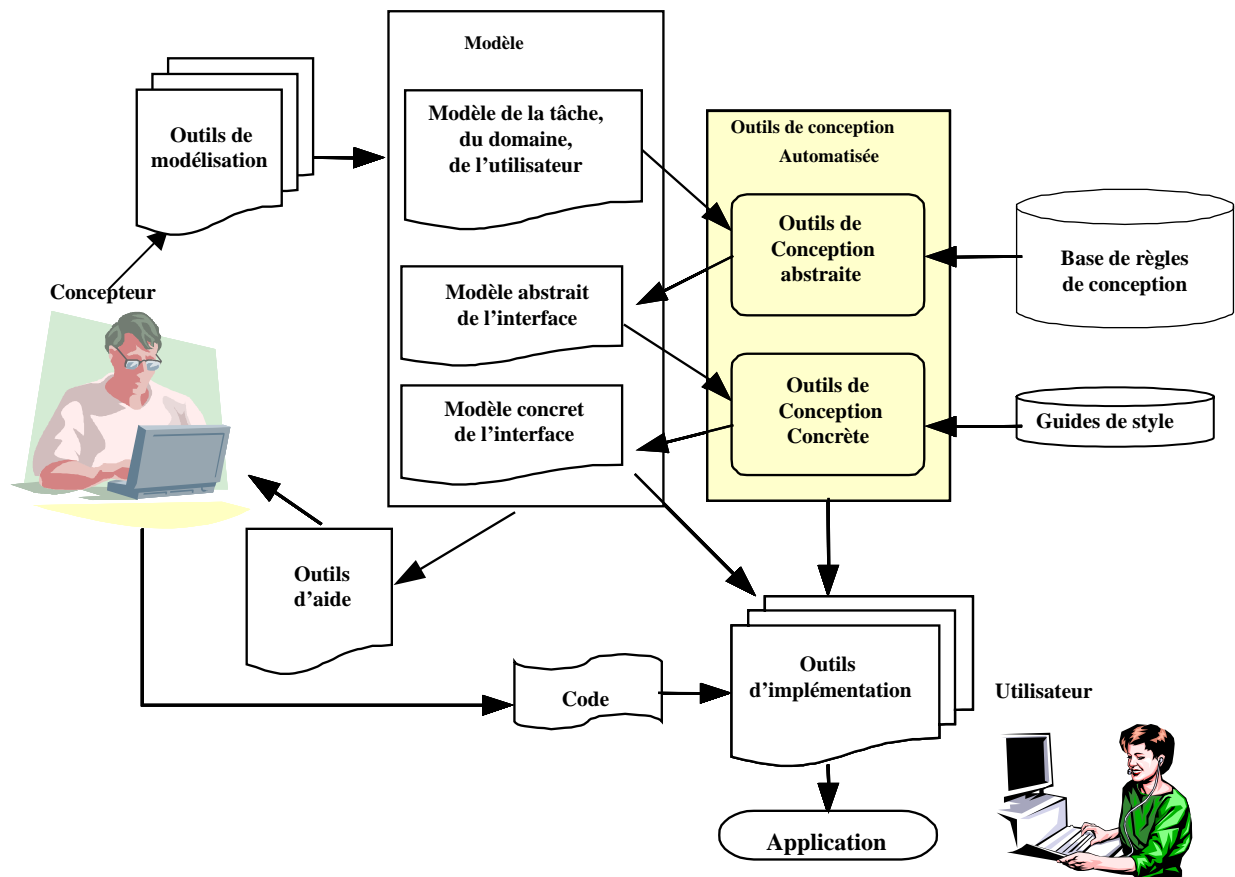 Modèle
Outils de
modélisation
Modèle de la tâche,
du domaine,
de l'utilisateur
Outils de conception
Automatisée
Outils de
Conception
abstraite
Base de règles
de conception
Concepteur
Modèle abstrait
de l'interface
Modèle concret
de l'interface
Outils de
Conception
Concrète
Guides de style
Outils
d'aide
Code
Outils
d'implémentation
Utilisateur
Application